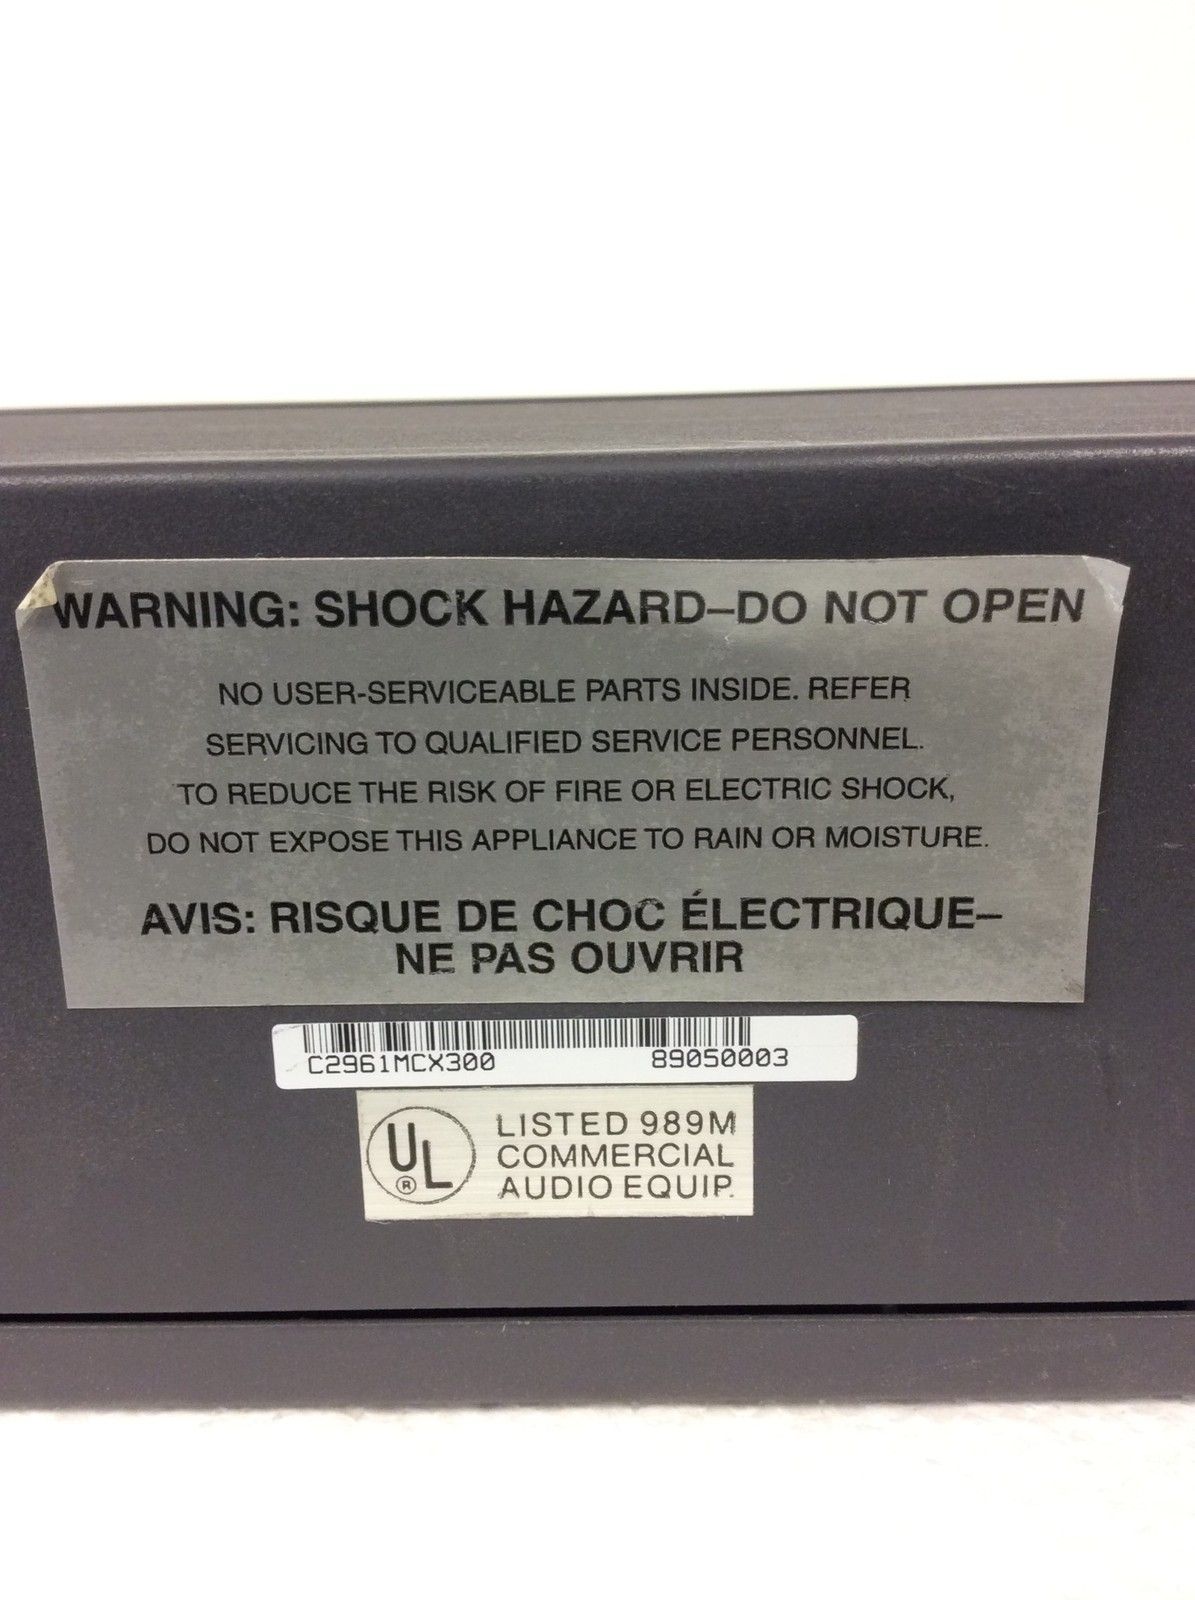 WARNING: SHOCK HAZARD–DO NOT OPEN
NO USER-SERVICEABLE PARTS INSIDE. REFER
SERVICING TO QUALIFIED SERVICE PERSONNEL.
TO REDUCE THE RISK OF FIRE OR ELECTRIC SHOCK,
DO NOT EXPOSE THIS APPLIANCE TO RAIN OR MOISTURE.
AVIS: RISQUE DE CHOC ÉLECTRIQUE–
NE PAS OUVRIR
C2961MCX300 89050003
UL ®
LISTED 989M
COMMERCIAL
AUDIO EQUIP.